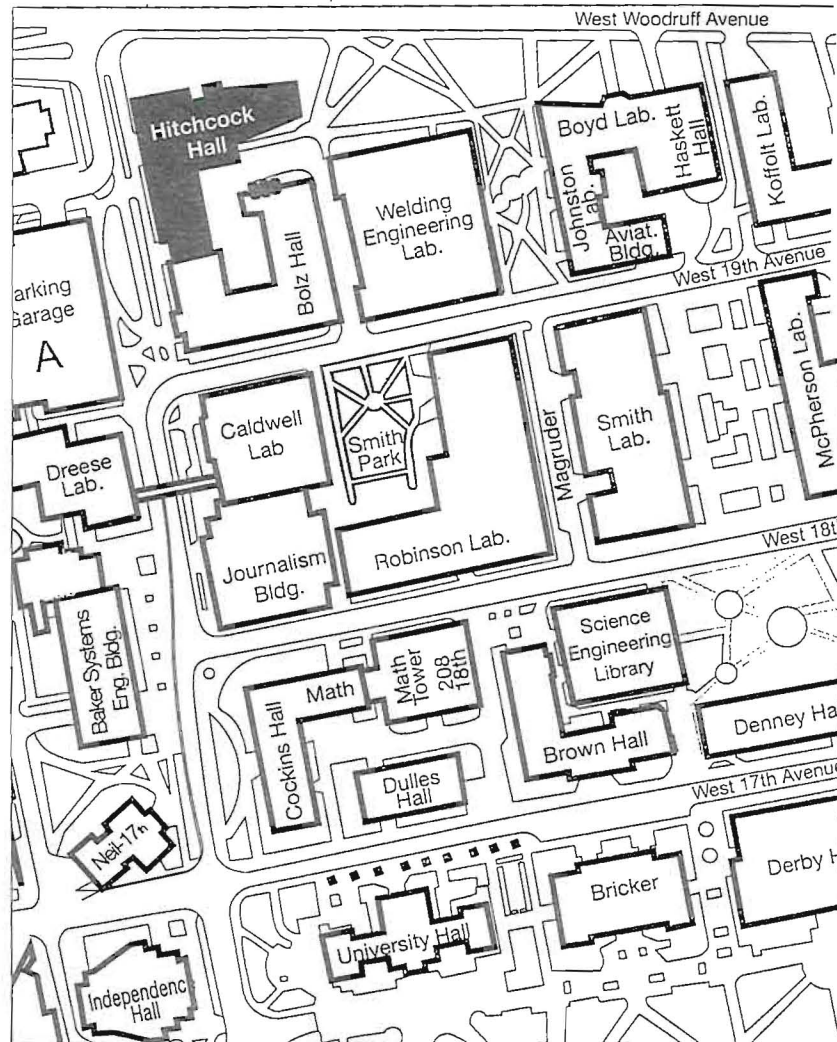 West Woodruff Avenue
Hitchcock
Hall
Boyd Lab.
Haskett
Hall
Koffolt Lab.
Welding
Engineering
Lab.
Johnston
ab.
Aviat.
Bldg.
Bolz Hall
West 19th Avenue
arking
Garage
A
McPherson Lab.
Caldwell
Lab
Smith
Park
Smith
Lab.
Magruder
Dreese
Lab.
Robinson Lab.
Journalism
Bldg.
West 18t
Baker Systems
Eng. Bldg.
Science
Engineering
Library
Math
Math
Tower
208
18th
Cockins Hall
Brown Hall
Denney Ha
Dulles
Hall
West 17th Avenue
Neil-17th
Bricker
Derby H
University Hall
Independenc
Hall